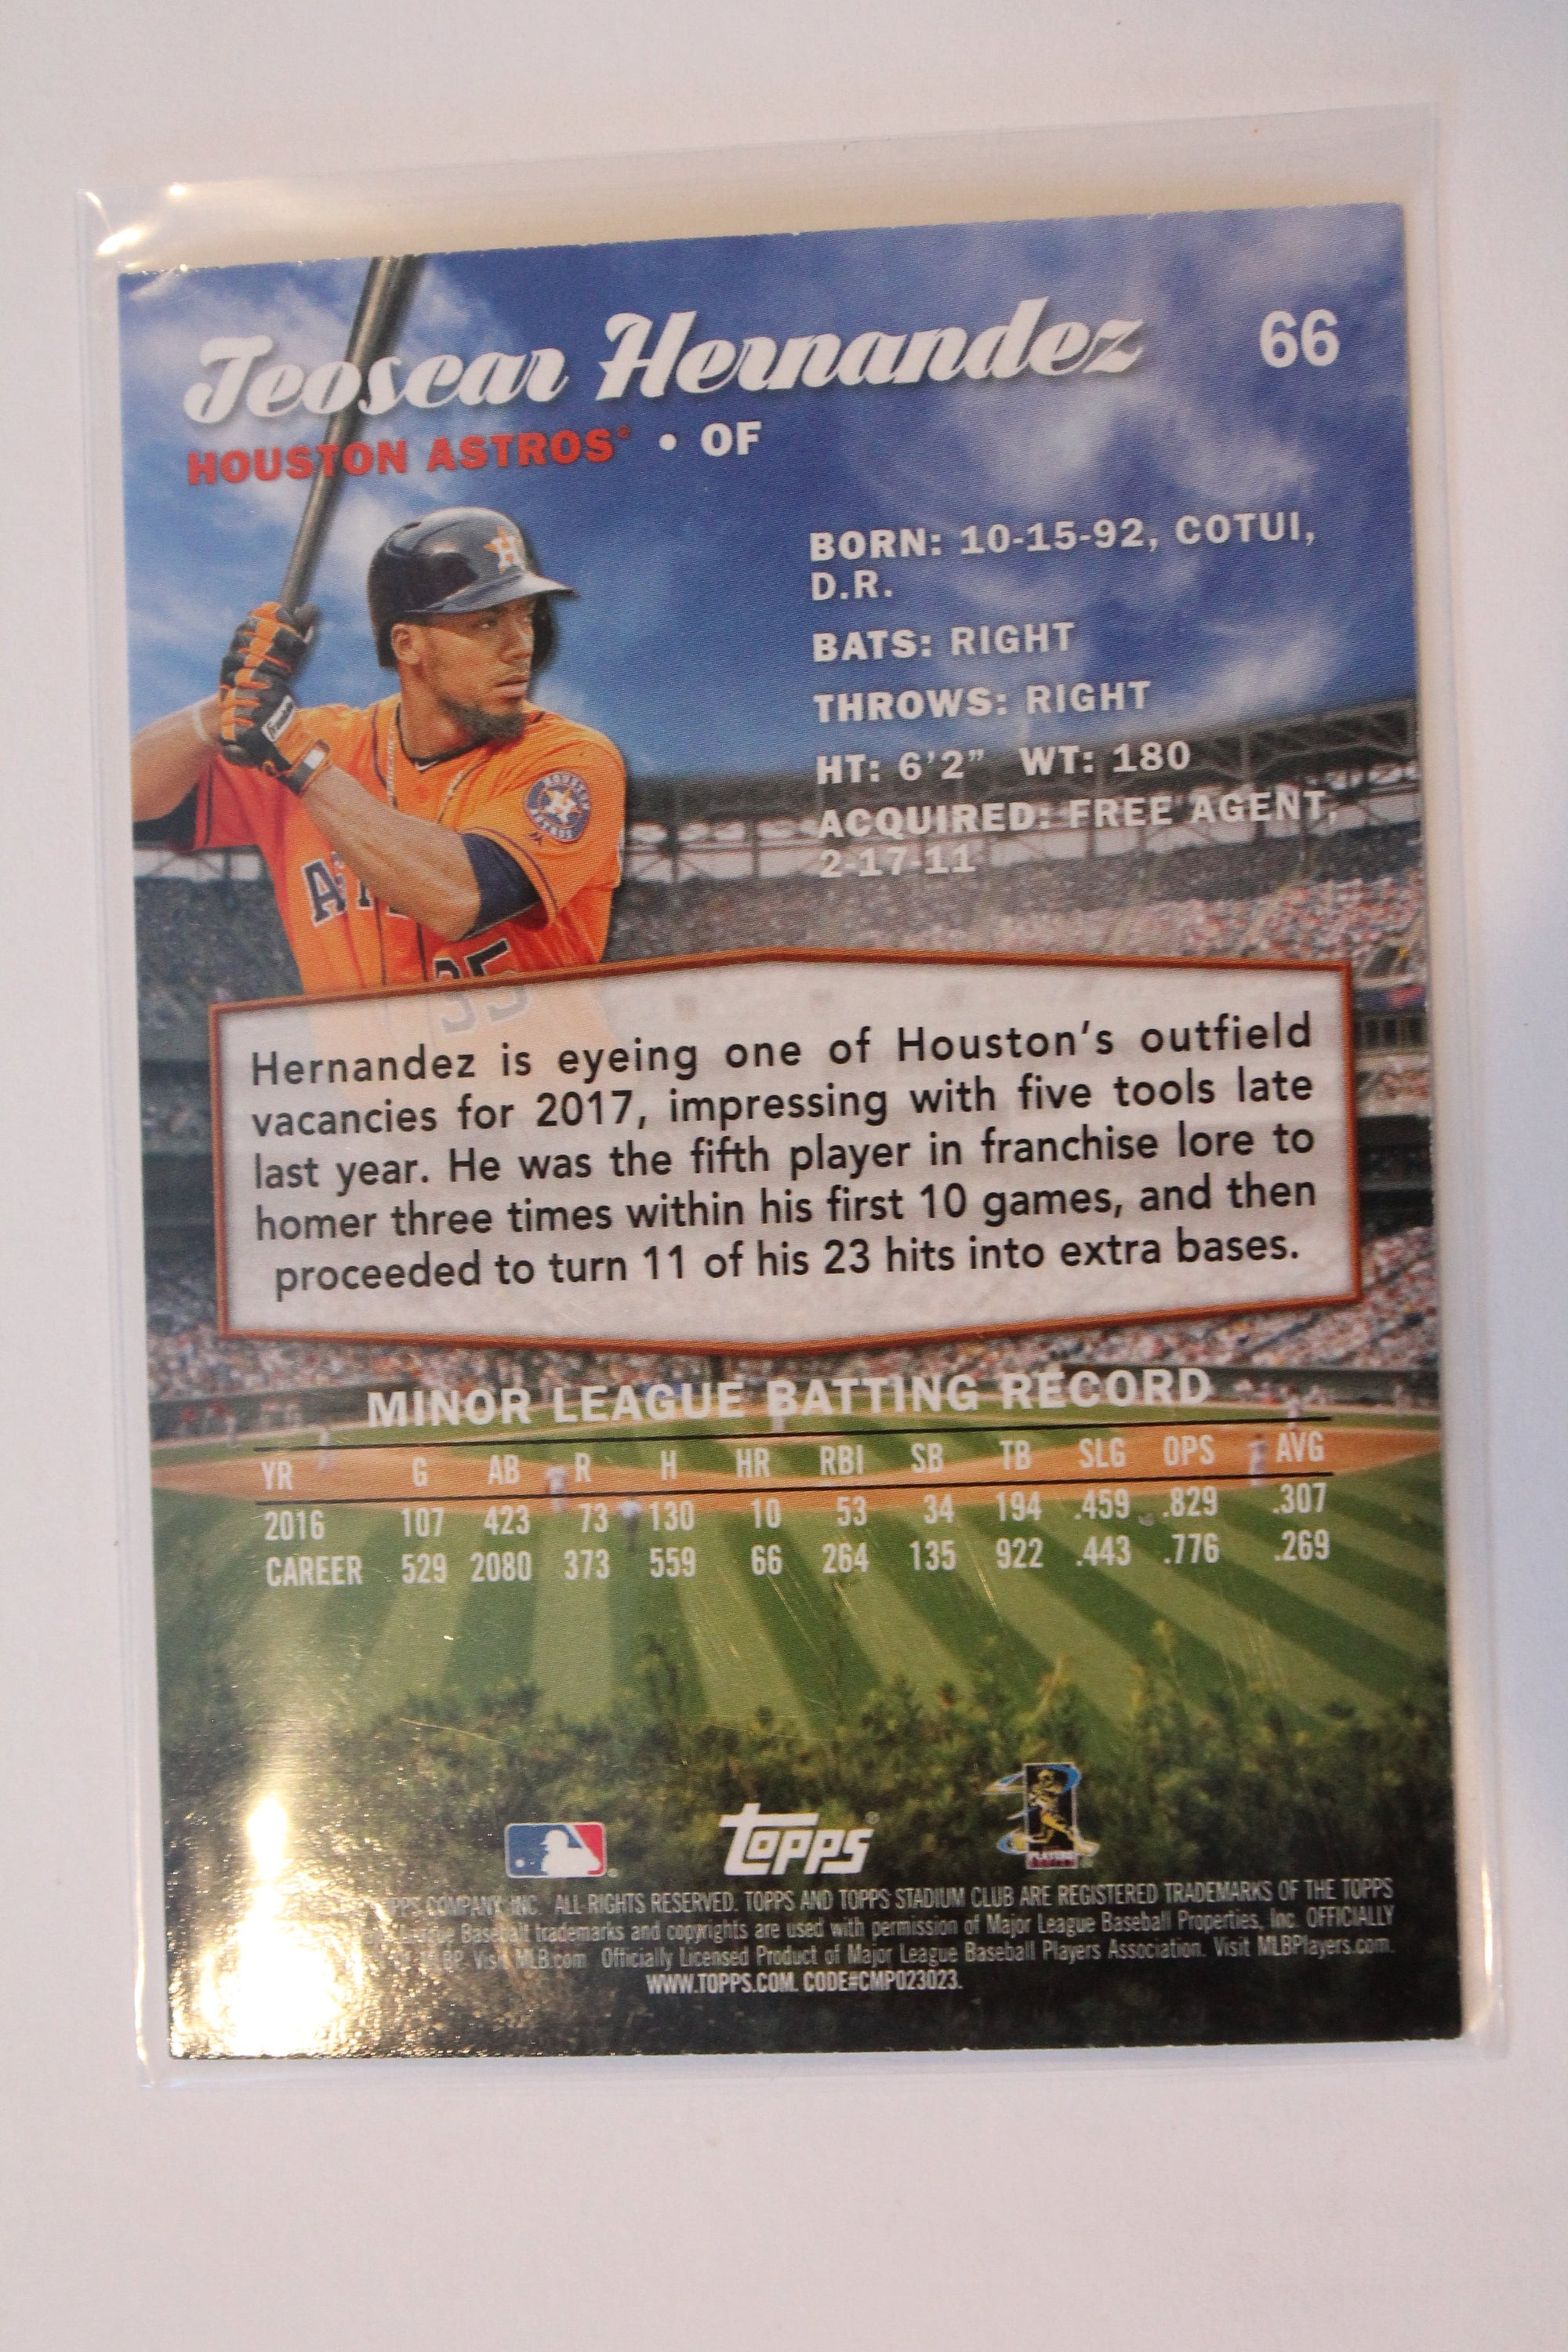 Teoscar Hernandez 66
HOUSTON ASTROS® • OF
BORN: 10-15-92, COTUI,
D.R.
BATS: RIGHT
THROWS: RIGHT
HT: 6'2" WT: 180
ACQUIRED: FREE AGENT,
2-17-11
35
Hernandez is eyeing one of Houston's outfield
vacancies for 2017, impressing with five tools late
last year. He was the fifth player in franchise lore to
homer three times within his first 10 games, and then
proceeded to turn 11 of his 23 hits into extra bases.
MINOR LEAGUE BATTING RECORD
YR G AB R H HR RBI SB TB SLG OPS AVG
2016 107 423 73 130 10 53 34 194 .459 .829 .307
CAREER 529 2080 373 559 66 264 135 922 .443 .776 .269
topps®
COMPANY, INC. ALL RIGHTS RESERVED. TOPPS AND TOPPS STADIUM CLUB ARE REGISTERED TRADEMARKS OF THE TOPPS
Baseball trademarks and copyrights are used with permission of Major League Baseball Properties, Inc. OFFICIALLY
Visit MLB.com Officially Licensed Product of Major League Baseball Players Association. Visit MLBPlayers.com.
WWW.TOPPS.COM. CODE#CMP023023.